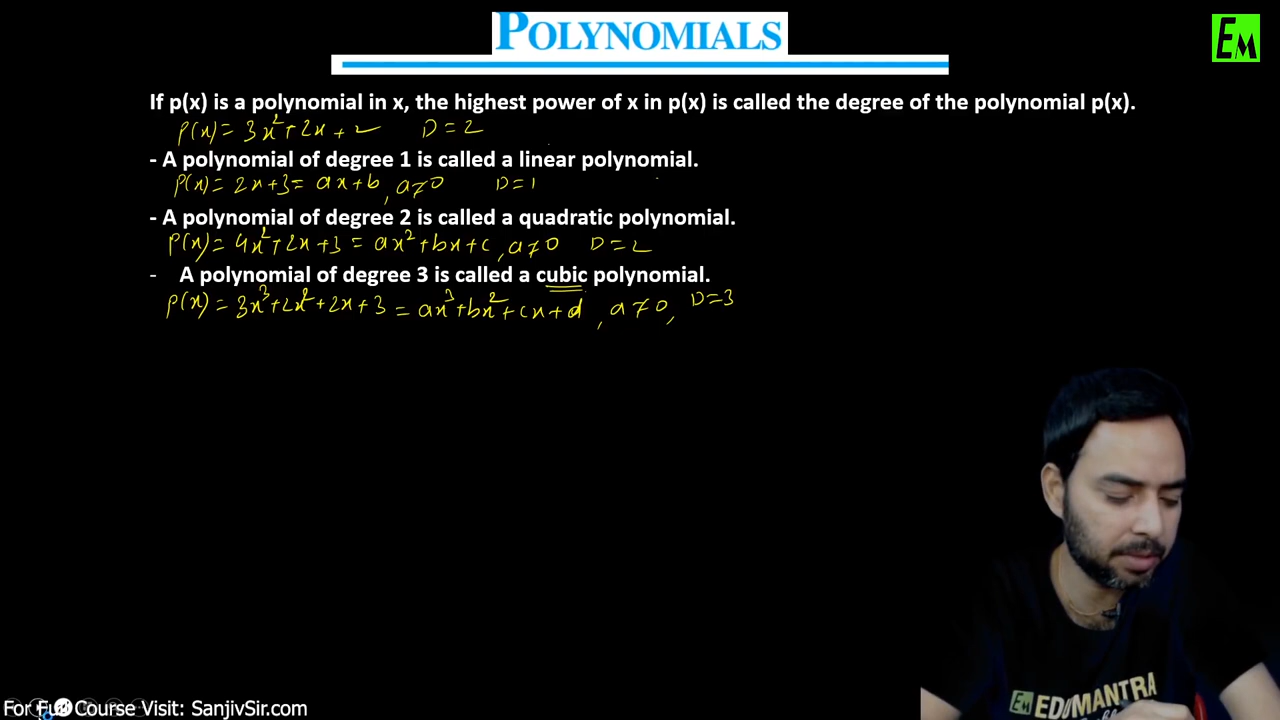 POLYNOMIALS
EM
If p(x) is a polynomial in x, the highest power of x in p(x) is called the degree of the polynomial p(x).
P(x) = 3x² + 2x + 2 D = 2
- A polynomial of degree 1 is called a linear polynomial.
P(x) = 2x + 3 = ax + b, a ≠ 0 D = 1
- A polynomial of degree 2 is called a quadratic polynomial.
P(x) = 4x² + 2x + 3 = ax² + bx + c, a ≠ 0 D = 2
- A polynomial of degree 3 is called a cubic polynomial.
P(x) = 3x³ + 2x² + 2x + 3 = ax³ + bx² + cx + d, a ≠ 0, D = 3
EM EDUMANTRA
For Full Course Visit: SanjivSir.com